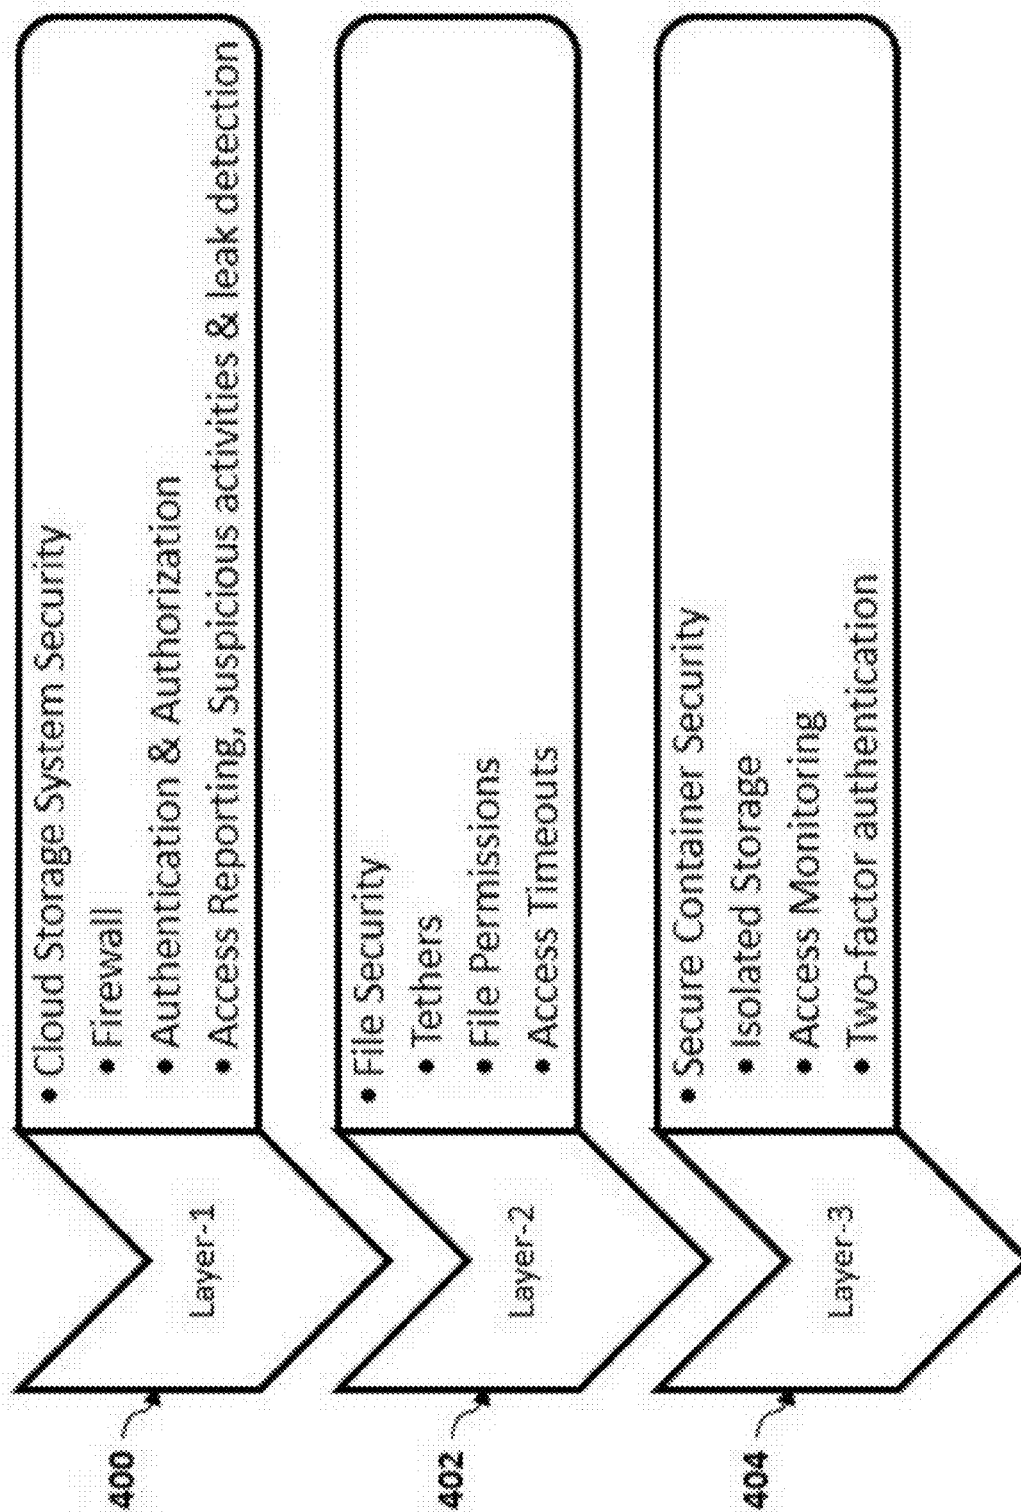 400
Layer-1
• Cloud Storage System Security
• Firewall
• Authentication & Authorization
• Access Reporting, Suspicious activities & leak detection
402
Layer-2
• File Security
• Tethers
• File Permissions
• Access Timeouts
404
Layer-3
• Secure Container Security
• Isolated Storage
• Access Monitoring
• Two-factor authentication